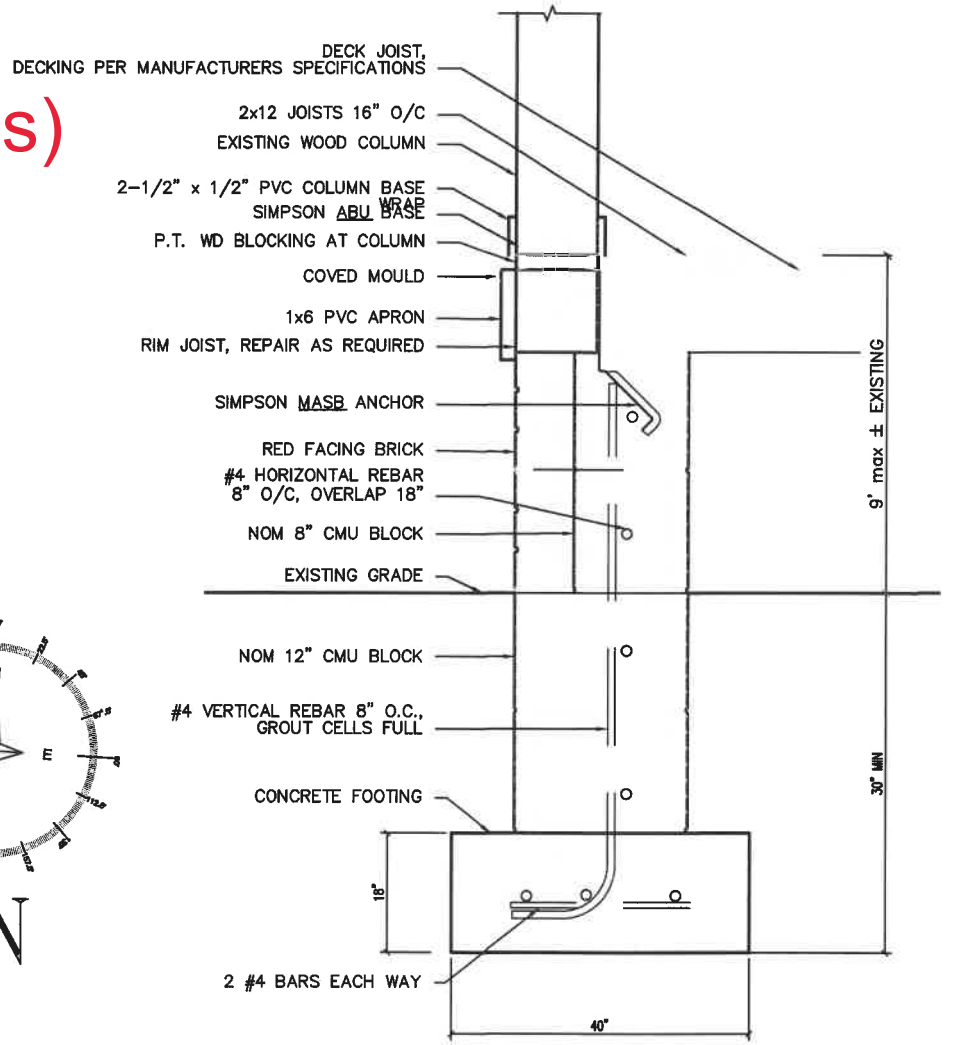 DECK JOIST,
DECKING PER MANUFACTURERS SPECIFICATIONS
s)
2x12 JOISTS 16" O/C
EXISTING WOOD COLUMN
2-1/2" x 1/2" PVC COLUMN BASE
WRAP
SIMPSON ABU BASE
P.T. WD BLOCKING AT COLUMN
COVED MOULD
1x6 PVC APRON
RIM JOIST, REPAIR AS REQUIRED
SIMPSON MASB ANCHOR
RED FACING BRICK
#4 HORIZONTAL REBAR
8" O/C, OVERLAP 18"
NOM 8" CMU BLOCK
EXISTING GRADE
NOM 12" CMU BLOCK
#4 VERTICAL REBAR 8" O.C.,
GROUT CELLS FULL
CONCRETE FOOTING
2 #4 BARS EACH WAY
9' max ± EXISTING
30" MIN
18"
40"
E
N